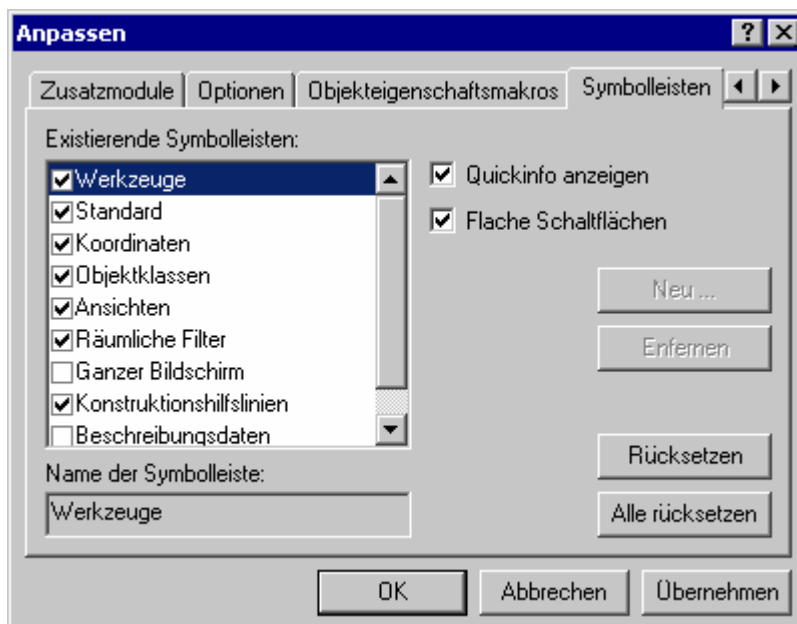 Anpassen
Zusatzmodule Optionen Objekteigenschaftsmakros Symbolleisten
Existierende Symbolleisten:
Werkzeuge
Standard
Koordinaten
Objektklassen
Ansichten
Räumliche Filter
Ganzer Bildschirm
Konstruktionshilfslinien
Beschreibungsdaten
Quickinfo anzeigen
Flache Schaltflächen
Neu ...
Enfernen
Name der Symbolleiste:
Werkzeuge
Rücksetzen
Alle rücksetzen
OK Abbrechen Übernehmen